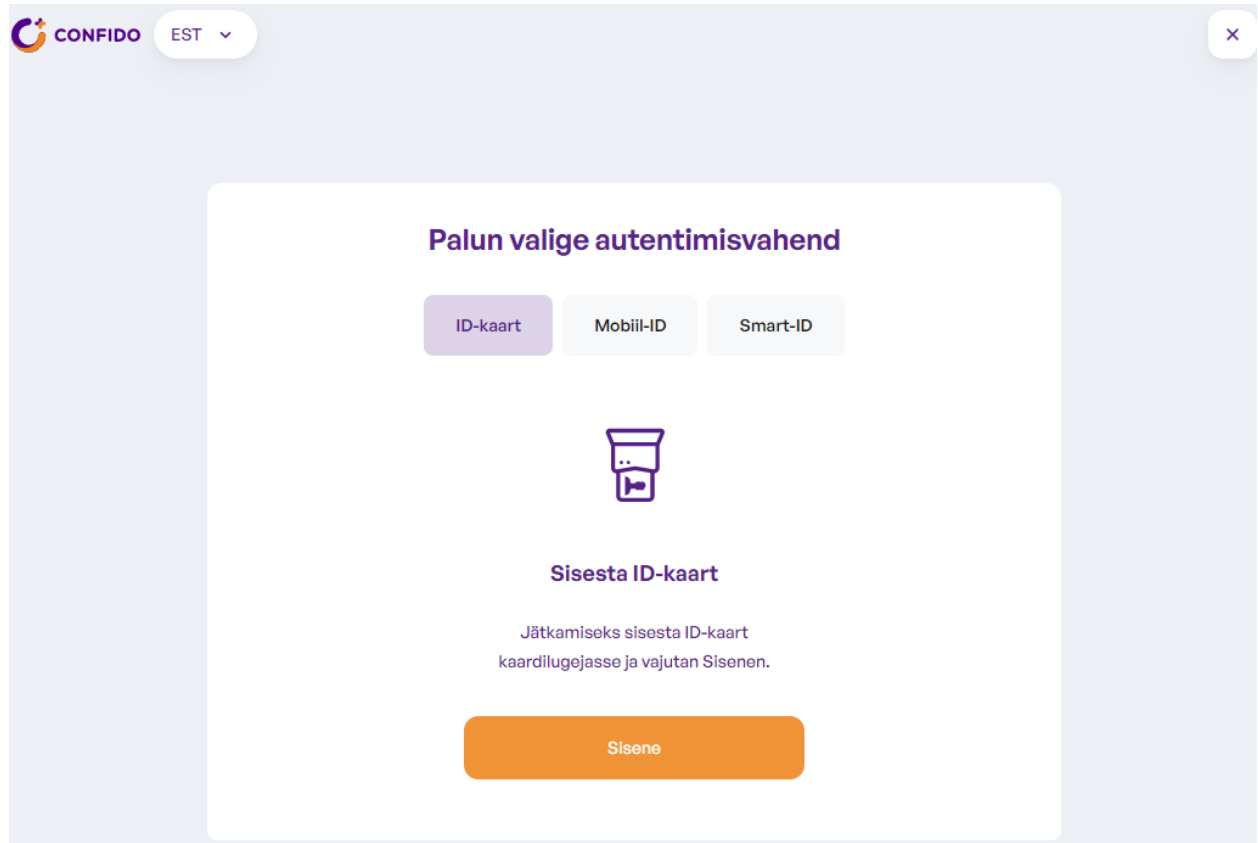 CONFIDO
EST
Palun valige autentimisvahend
ID-kaart
Mobiil-ID
Smart-ID
Sisesta ID-kaart
Jätkamiseks sisesta ID-kaart
kaardilugejasse ja vajutan Sisenen.
Sisene